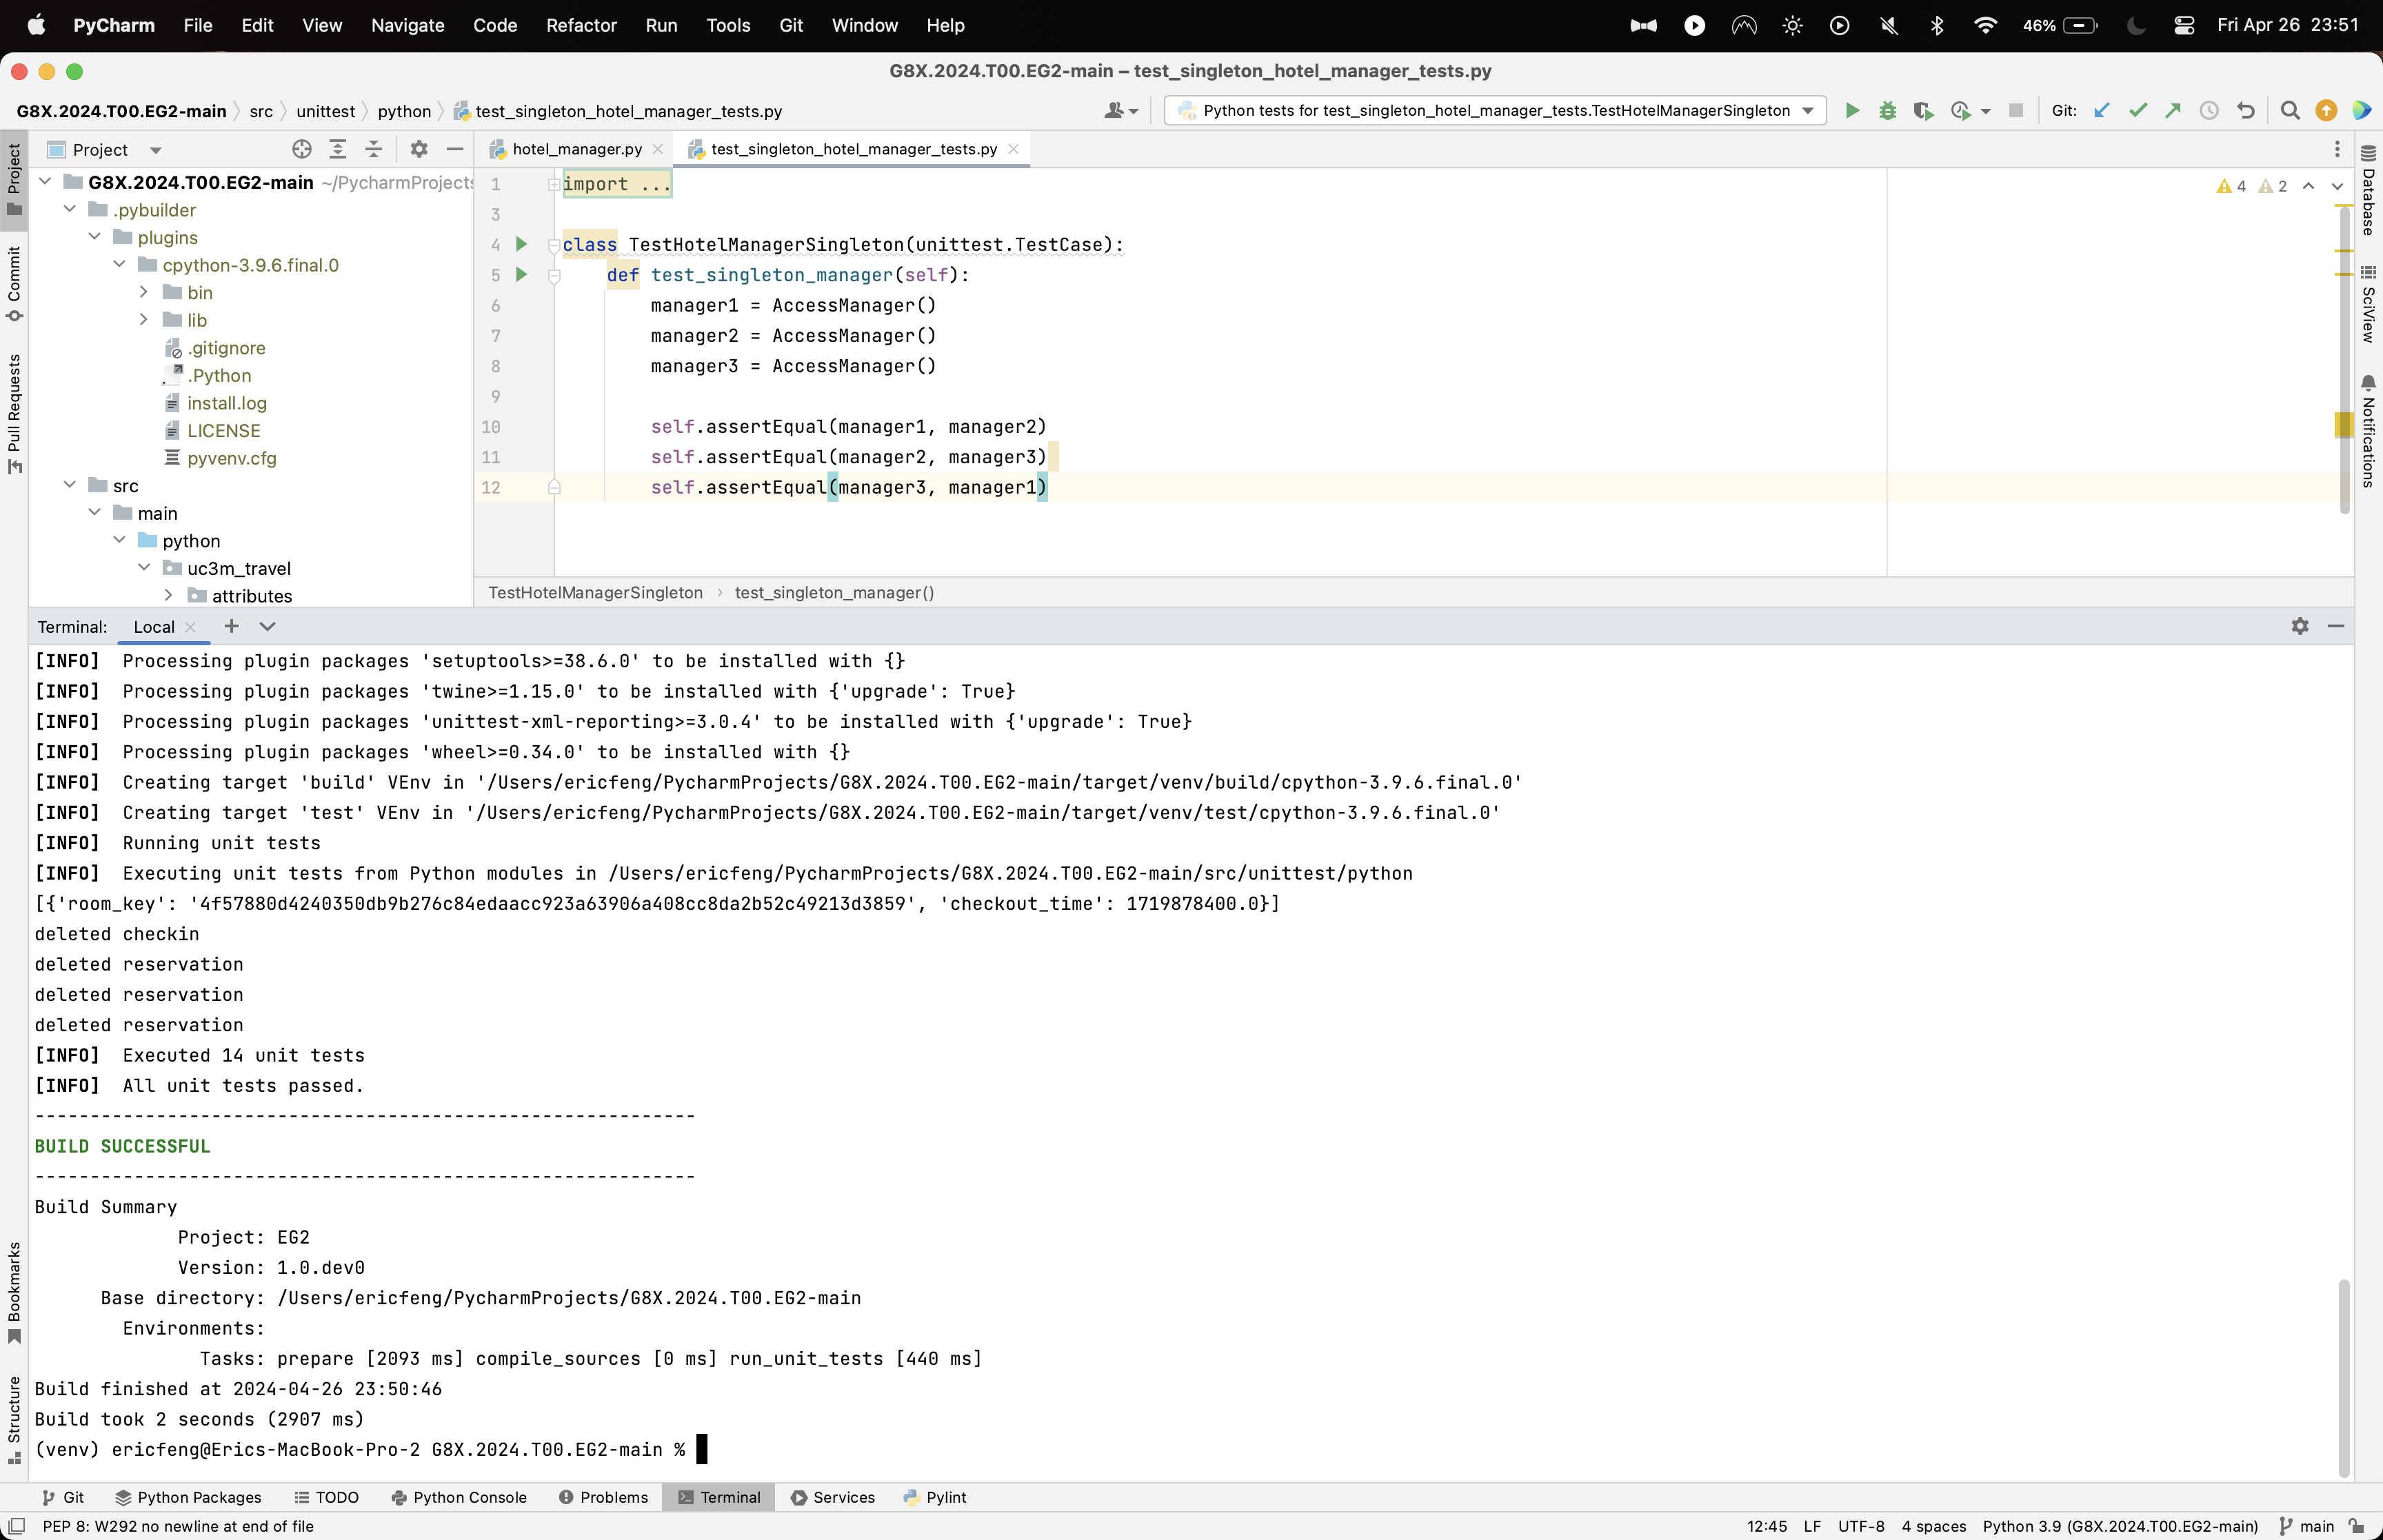 PyCharm File Edit View Navigate Code Refactor Run Tools Git Window Help 46% Fri Apr 26 23:51
G8X.2024.T00.EG2-main – test_singleton_hotel_manager_tests.py
G8X.2024.T00.EG2-main src unittest python test_singleton_hotel_manager_tests.py Python tests for test_singleton_hotel_manager_tests.TestHotelManagerSingleton Git:
Project hotel_manager.py test_singleton_hotel_manager_tests.py
Project
Commit
Pull Requests
G8X.2024.T00.EG2-main ~/PycharmProjects
.pybuilder
plugins
cpython-3.9.6.final.0
bin
lib
.gitignore
.Python
install.log
LICENSE
pyvenv.cfg
src
main
python
uc3m_travel
attributes
4 2
1 import ...
3
4 class TestHotelManagerSingleton(unittest.TestCase):
5 def test_singleton_manager(self):
6 manager1 = AccessManager()
7 manager2 = AccessManager()
8 manager3 = AccessManager()
9
10 self.assertEqual(manager1, manager2)
11 self.assertEqual(manager2, manager3)
12 self.assertEqual(manager3, manager1)
TestHotelManagerSingleton › test_singleton_manager()
Database
SciView
Notifications
Terminal: Local
[INFO]  Processing plugin packages 'setuptools>=38.6.0' to be installed with {}
[INFO]  Processing plugin packages 'twine>=1.15.0' to be installed with {'upgrade': True}
[INFO]  Processing plugin packages 'unittest-xml-reporting>=3.0.4' to be installed with {'upgrade': True}
[INFO]  Processing plugin packages 'wheel>=0.34.0' to be installed with {}
[INFO]  Creating target 'build' VEnv in '/Users/ericfeng/PycharmProjects/G8X.2024.T00.EG2-main/target/venv/build/cpython-3.9.6.final.0'
[INFO]  Creating target 'test' VEnv in '/Users/ericfeng/PycharmProjects/G8X.2024.T00.EG2-main/target/venv/test/cpython-3.9.6.final.0'
[INFO]  Running unit tests
[INFO]  Executing unit tests from Python modules in /Users/ericfeng/PycharmProjects/G8X.2024.T00.EG2-main/src/unittest/python
[{'room_key': '4f57880d4240350db9b276c84edaacc923a63906a408cc8da2b52c49213d3859', 'checkout_time': 1719878400.0}]
deleted checkin
deleted reservation
deleted reservation
deleted reservation
[INFO]  Executed 14 unit tests
[INFO]  All unit tests passed.
------------------------------------------------------------
BUILD SUCCESSFUL
------------------------------------------------------------
Build Summary
Project: EG2
Version: 1.0.dev0
Base directory: /Users/ericfeng/PycharmProjects/G8X.2024.T00.EG2-main
Environments:
Tasks: prepare [2093 ms] compile_sources [0 ms] run_unit_tests [440 ms]
Build finished at 2024-04-26 23:50:46
Build took 2 seconds (2907 ms)
(venv) ericfeng@Erics-MacBook-Pro-2 G8X.2024.T00.EG2-main %
Bookmarks
Structure
Git Python Packages TODO Python Console Problems Terminal Services Pylint
PEP 8: W292 no newline at end of file 12:45 LF UTF-8 4 spaces Python 3.9 (G8X.2024.T00.EG2-main) main